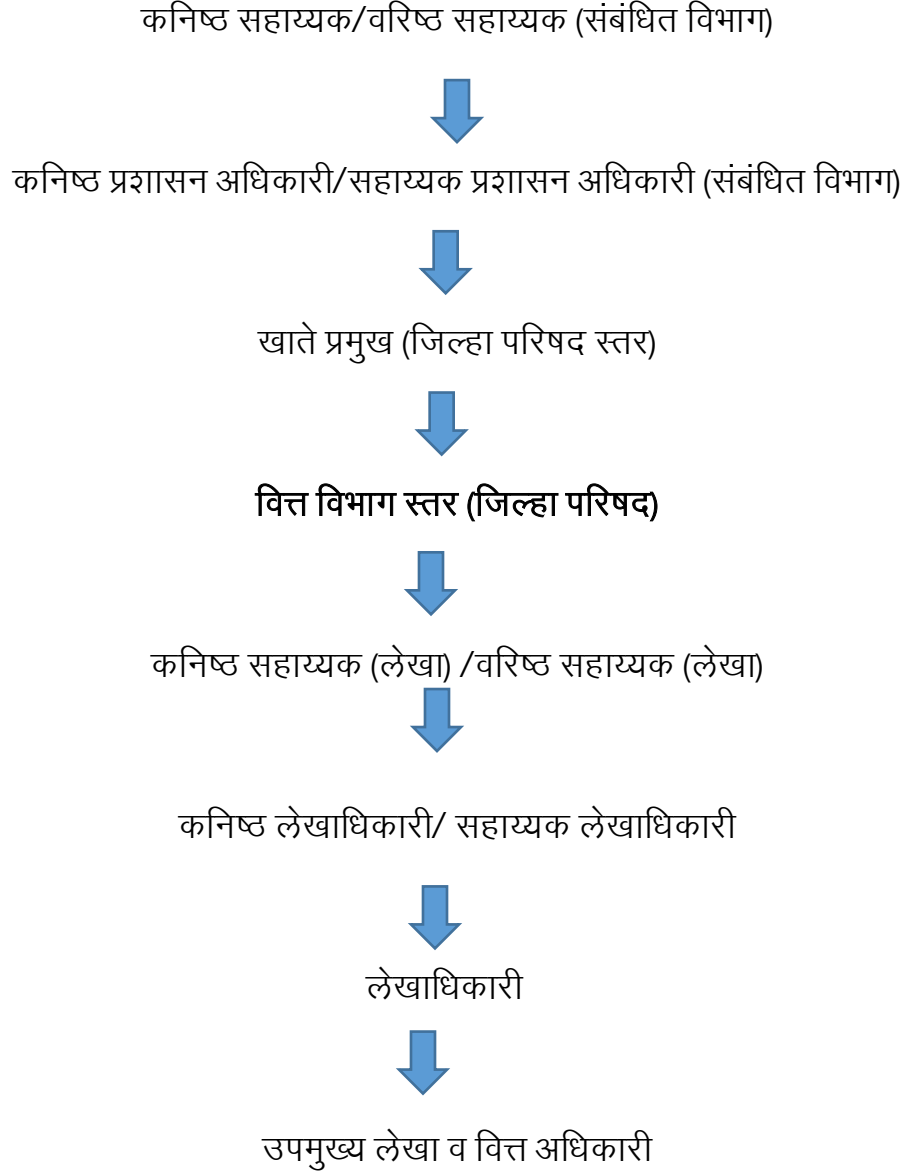 कनिष्ठ सहाय्यक/वरिष्ठ सहाय्यक (संबंधित विभाग)
कनिष्ठ प्रशासन अधिकारी/सहाय्यक प्रशासन अधिकारी (संबंधित विभाग)
खाते प्रमुख (जिल्हा परिषद स्तर)
वित्त विभाग स्तर (जिल्हा परिषद)
कनिष्ठ सहाय्यक (लेखा) /वरिष्ठ सहाय्यक (लेखा)
कनिष्ठ लेखाधिकारी/ सहाय्यक लेखाधिकारी
लेखाधिकारी
उपमुख्य लेखा व वित्त अधिकारी